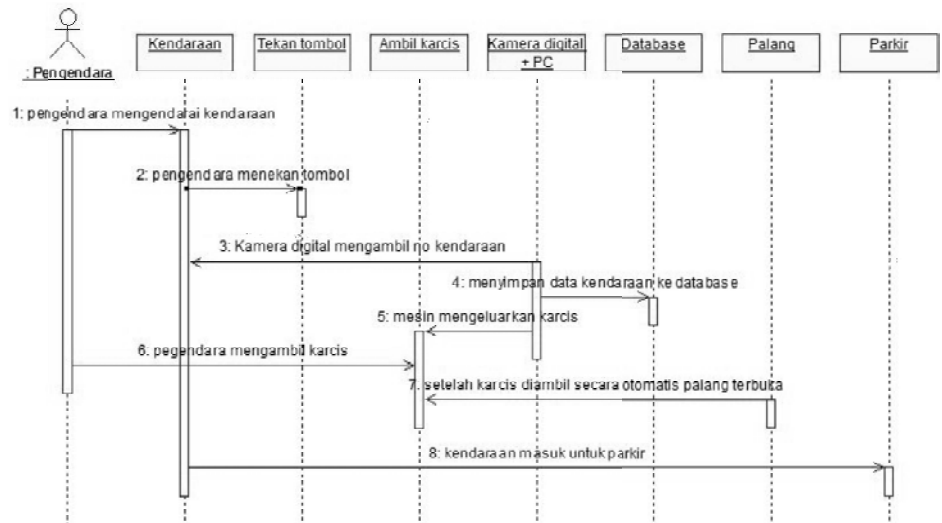 Kendaraan
Tekan tombol
Ambil karcis
Kamera digital
+ PC
Database
Palang
Parkir
: Pengendara
1: pengendara mengendarai kendaraan
2: pengendara menekan tombol
3: Kamera digital mengambil no kendaraan
4: menyimpan data kendaraan ke database
5: mesin mengeluarkan karcis
6: pegendara mengambil karcis
7: setelah karcis diambil secara otomatis palang terbuka
8: kendaraan masuk untuk parkir